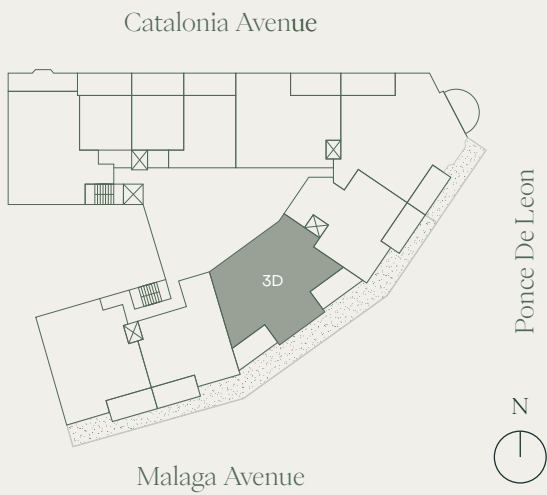 Catalonia Avenue
Ponce De Leon
3D
N
Malaga Avenue